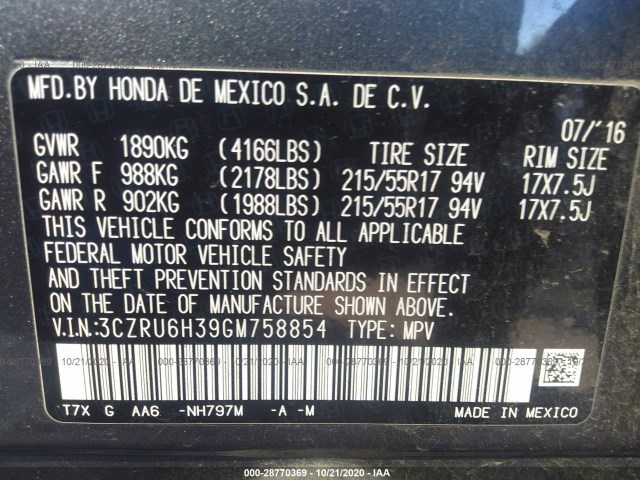 MFD.BY HONDA DE MEXICO S.A. DE C.V.
07/'16
GVWR 1890KG (4166LBS) TIRE SIZE RIM SIZE
GAWR F 988KG (2178LBS) 215/55R17 94V 17X7.5J
GAWR R 902KG (1988LBS) 215/55R17 94V 17X7.5J
THIS VEHICLE CONFORMS TO ALL APPLICABLE
FEDERAL MOTOR VEHICLE SAFETY
AND THEFT PREVENTION STANDARDS IN EFFECT
ON THE DATE OF MANUFACTURE SHOWN ABOVE.
V.I.N:3CZRU6H39GM758854 TYPE: MPV
T7X G AA6 -NH797M -A -M MADE IN MEXICO
000-28770369 - 10/21/2020 - IAA